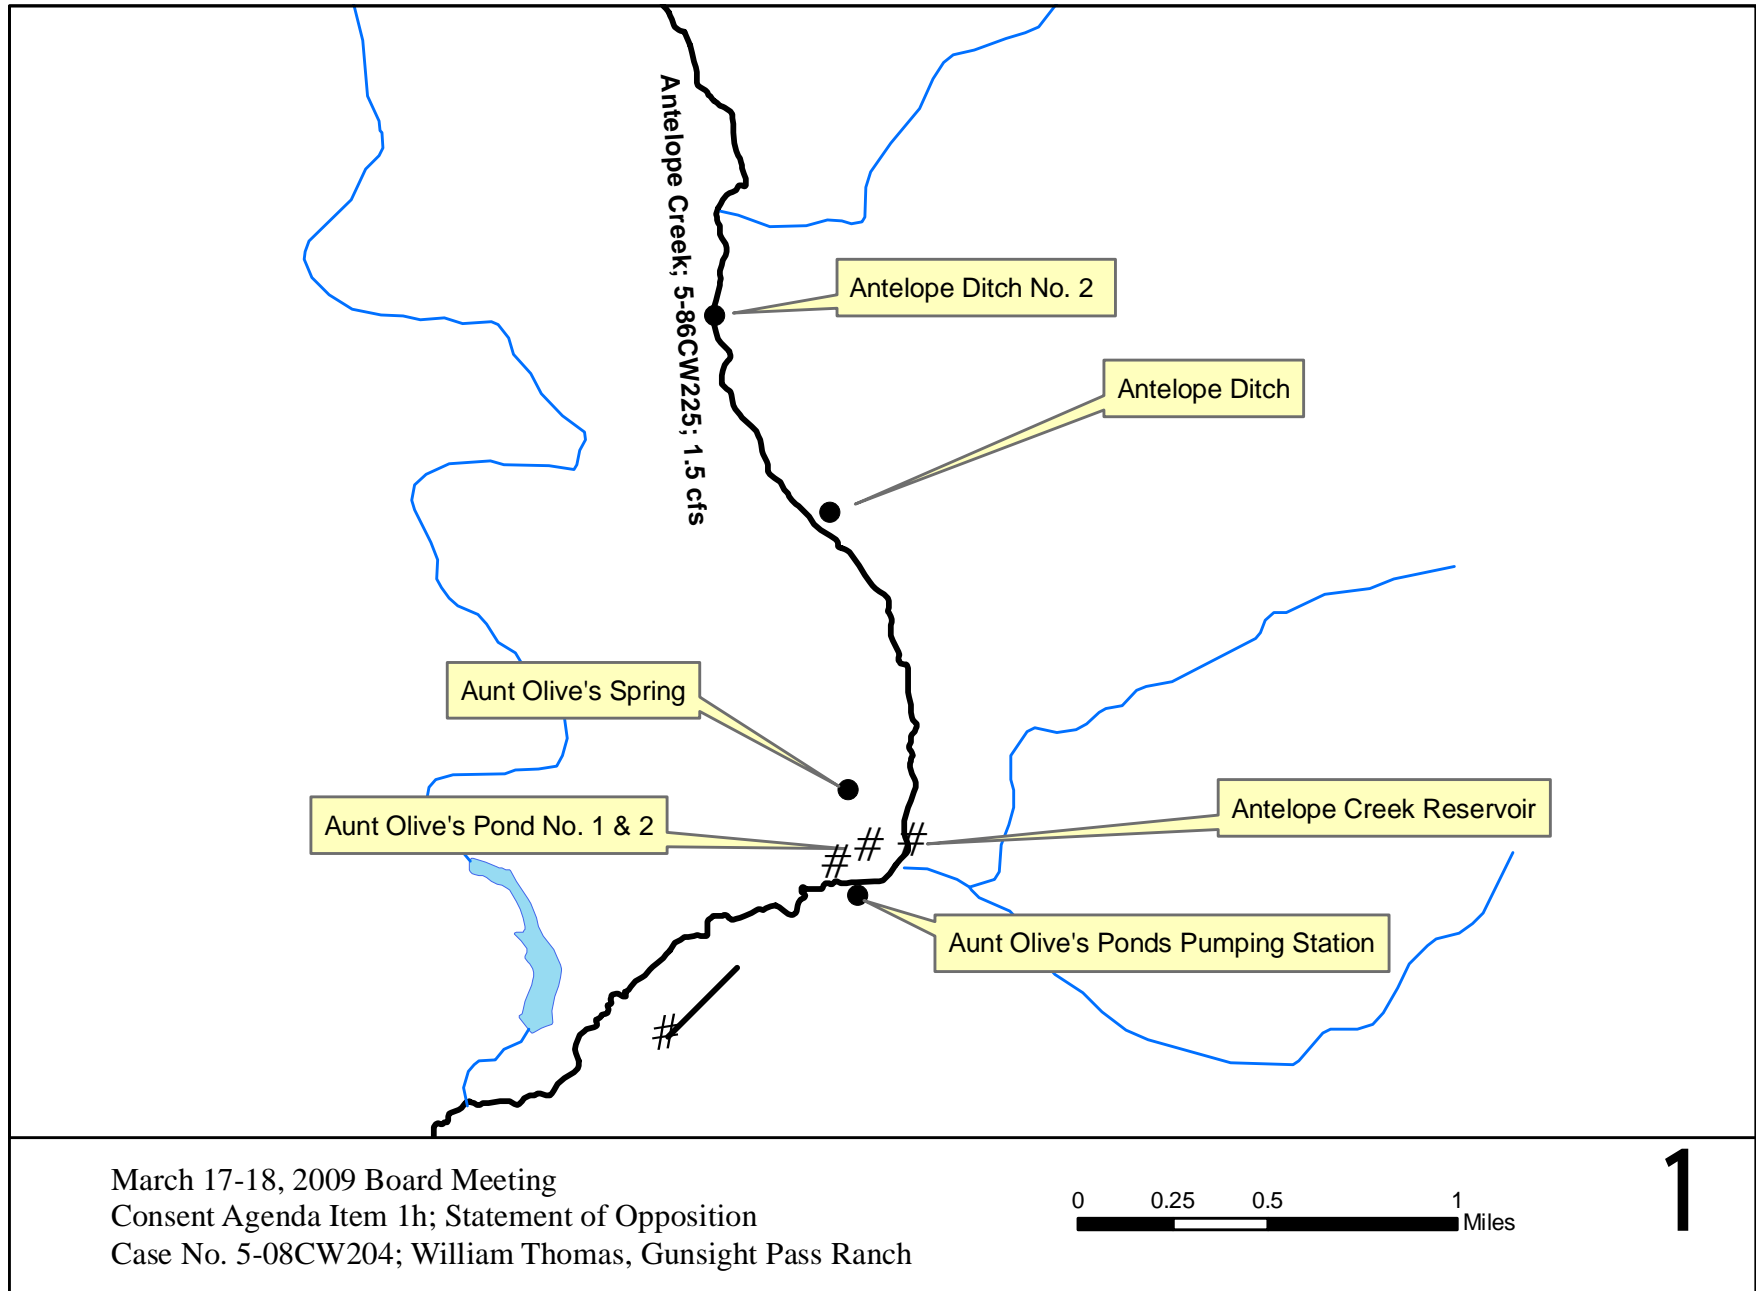 Antelope Creek; 5-86CW225; 1.5 cfs
Antelope Ditch No. 2
Antelope Ditch
Aunt Olive's Spring
Antelope Creek Reservoir
Aunt Olive's Pond No. 1 & 2
# # #
Aunt Olive's Ponds Pumping Station
#
March 17-18, 2009 Board Meeting
Consent Agenda Item 1h; Statement of Opposition
Case No. 5-08CW204; William Thomas, Gunsight Pass Ranch
0 0.25 0.5 1
Miles
1